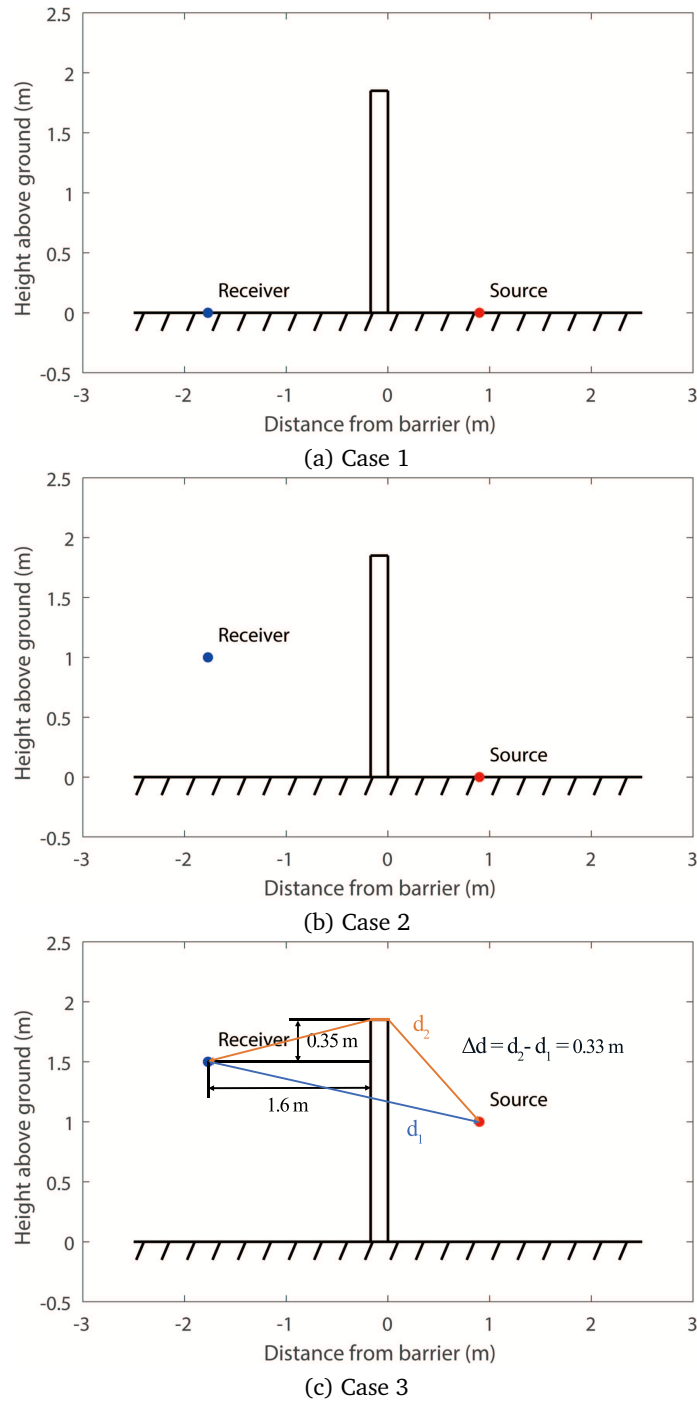 2.5
2
1.5
1
0.5
0
-0.5
Height above ground (m)
Receiver
Source
-3 -2 -1 0 1 2 3
Distance from barrier (m)
(a) Case 1
2.5
2
1.5
1
0.5
0
-0.5
Height above ground (m)
Receiver
Source
-3 -2 -1 0 1 2 3
Distance from barrier (m)
(b) Case 2
2.5
2
1.5
1
0.5
0
-0.5
Height above ground (m)
Receiver
0.35 m
d₂
Δd = d₂- d₁ = 0.33 m
1.6 m
Source
d₁
-3 -2 -1 0 1 2 3
Distance from barrier (m)
(c) Case 3